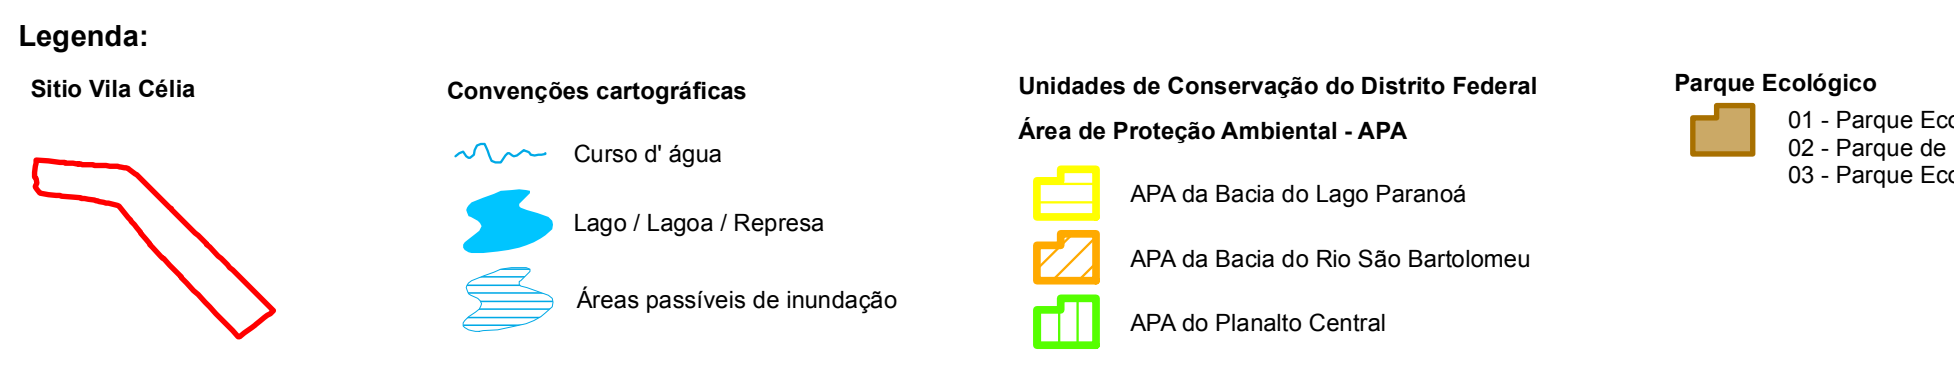 Legenda:
Sitio Vila Célia
Convenções cartográficas
Curso d' água
Lago / Lagoa / Represa
Áreas passíveis de inundação
Unidades de Conservação do Distrito Federal
Área de Proteção Ambiental - APA
APA da Bacia do Lago Paranoá
APA da Bacia do Rio São Bartolomeu
APA do Planalto Central
Parque Ecológico
01 - Parque
02 - Parque de
03 - Parque